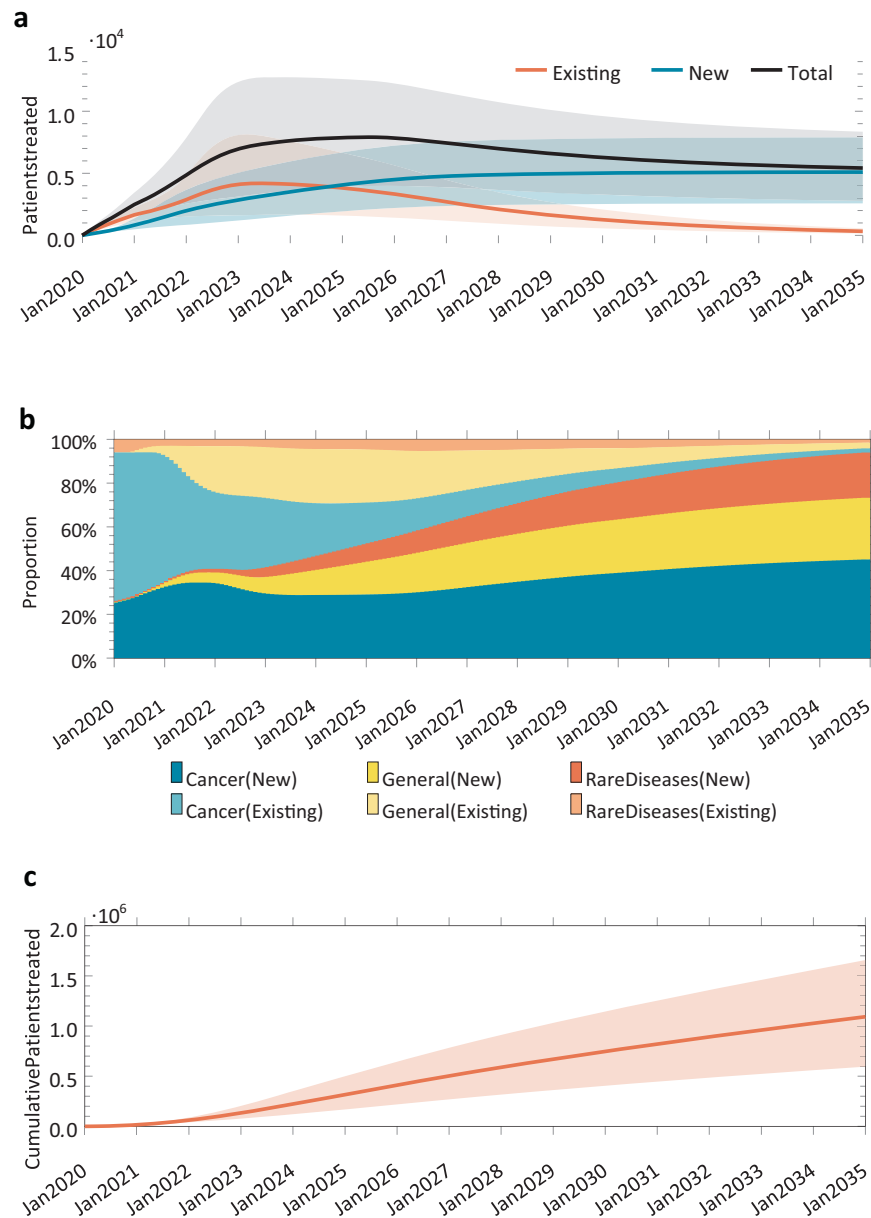 a
·10⁴
1.5
1.0
0.5
0.0
Patientstreated
Existing New Total
Jan2020 Jan2021 Jan2022 Jan2023 Jan2024 Jan2025 Jan2026 Jan2027 Jan2028 Jan2029 Jan2030 Jan2031 Jan2032 Jan2033 Jan2034 Jan2035
b
100%
80%
60%
40%
20%
0%
Proportion
Jan2020 Jan2021 Jan2022 Jan2023 Jan2024 Jan2025 Jan2026 Jan2027 Jan2028 Jan2029 Jan2030 Jan2031 Jan2032 Jan2033 Jan2034 Jan2035
Cancer(New) General(New) RareDiseases(New)
Cancer(Existing) General(Existing) RareDiseases(Existing)
c
·10⁶
2.0
1.5
1.0
0.5
0.0
CumulativePatientstreated
Jan2020 Jan2021 Jan2022 Jan2023 Jan2024 Jan2025 Jan2026 Jan2027 Jan2028 Jan2029 Jan2030 Jan2031 Jan2032 Jan2033 Jan2034 Jan2035